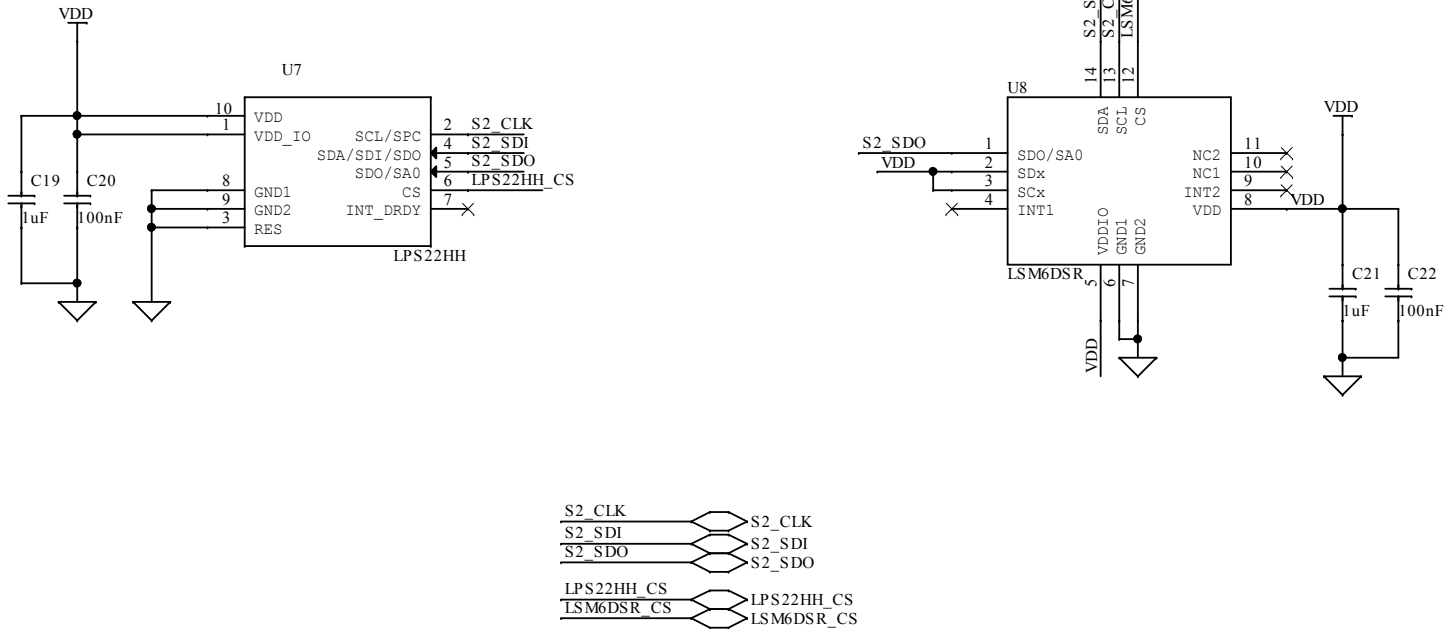 VDD
U7
10 VDD
1 VDD_IO
8 GND1
9 GND2
3 RES
SCL/SPC 2 S2_CLK
SDA/SDI/SDO 4 S2_SDI
SDO/SA0 5 S2_SDO
CS 6 LPS22HH_CS
INT_DRDY 7
LPS22HH
C19
1uF
C20
100nF
U8
14 SDA
13 SCL
12 CS
S2_SDO 1 SDO/SA0
VDD 2 SDx
3 SCx
4 INT1
NC2 11
NC1 10
INT2 9
VDD 8 VDD
VDDIO 5 VDD
GND1 6
GND2 7
LSM6DSR
VDD
C21
1uF
C22
100nF
S2_CLK S2_CLK
S2_SDI S2_SDI
S2_SDO S2_SDO
LPS22HH_CS LPS22HH_CS
LSM6DSR_CS LSM6DSR_CS